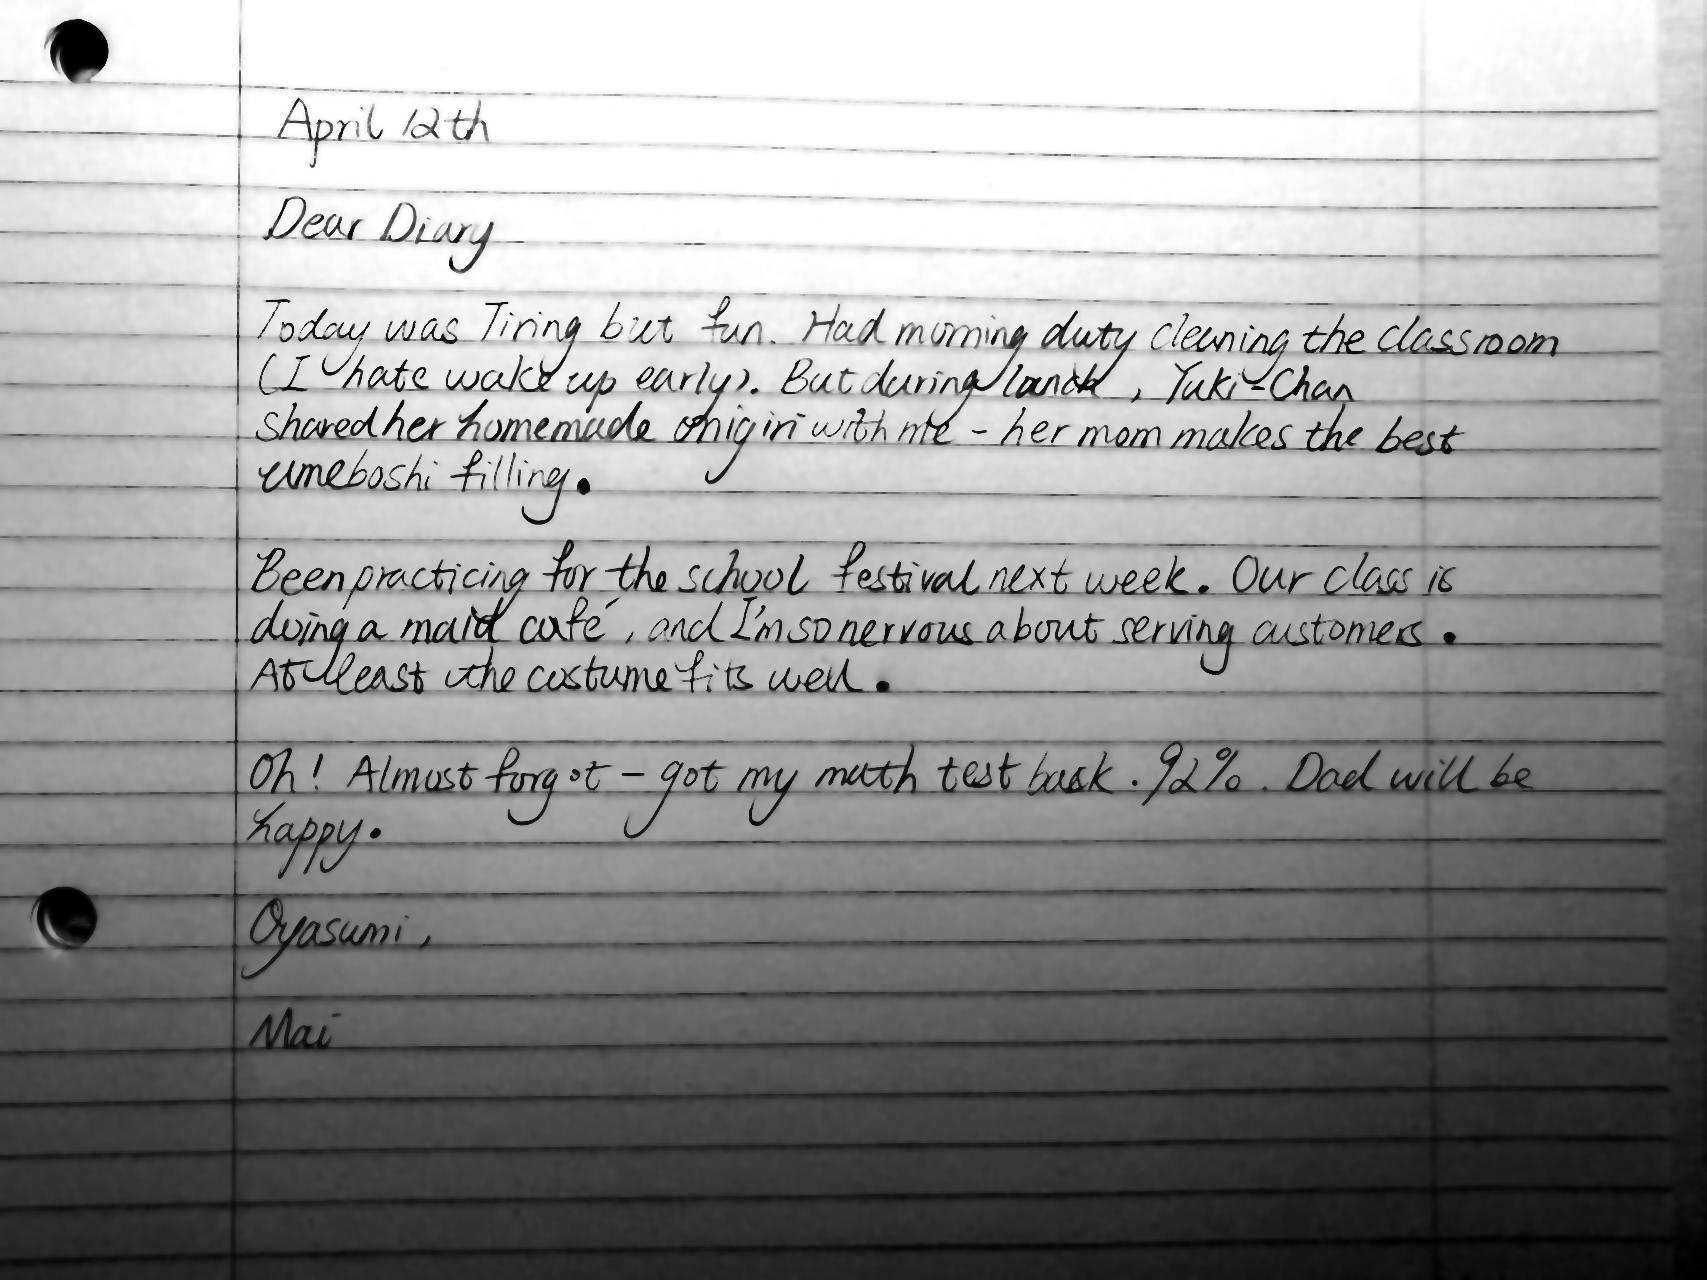 April 12th
Dear Diary
Today was Tiring but fun. Had morning duty cleaning the classroom
(I hate wake up early). But during lunch, Yuki-Chan
shared her homemade onigiri with me - her mom makes the best
umeboshi filling.
Been practicing for the school festival next week. Our class is
doing a maid café, and I'm so nervous about serving customers.
At least the costume fits well.
Oh! Almost forgot - got my math test back. 92%. Dad will be
happy.
Oyasumi,
Mai